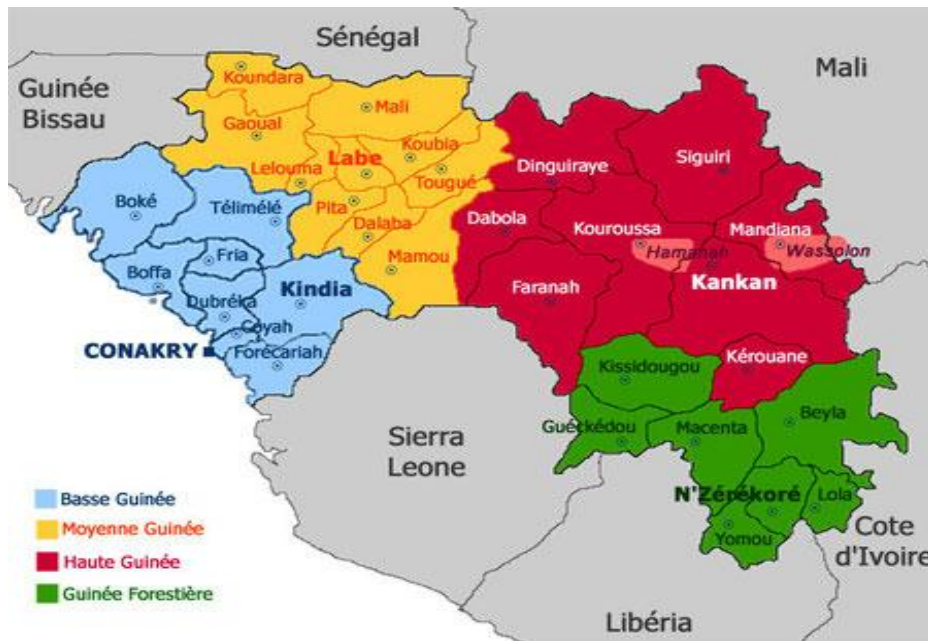 Sénégal
Mali
Guinée
Bissau
Koundara
Mali
Gaoual
Koubia
Labe
Lelouma
Tougué
Pita
Dalaba
Mamou
Siguiri
Dinguiraye
Dabola
Kouroussa
Mandiana
Hamanah
Wassolon
Faranah
Kankan
Kérouane
Boké
Télimélé
Fria
Boffa
Dubréka
Kindia
Coyah
CONAKRY
Forécariah
Kissidougou
Beyla
Guéckédou
Macenta
N'Zérékoré
Lola
Yomou
Sierra
Leone
Cote
d'Ivoire
Libéria
Basse Guinée
Moyenne Guinée
Haute Guinée
Guinée Forestière